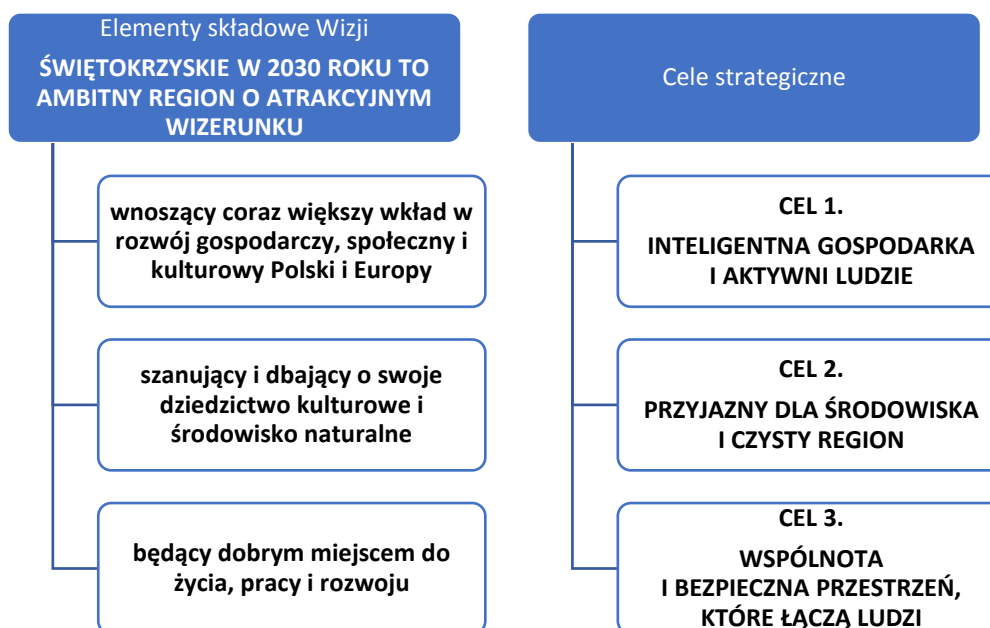 Elementy składowe Wizji
ŚWIĘTOKRZYSKIE W 2030 ROKU TO
AMBITNY REGION O ATRAKCYJNYM
WIZERUNKU
wnoszący coraz większy wkład w
rozwój gospodarczy, społeczny i
kulturowy Polski i Europy
szanujący i dbający o swoje
dziedzictwo kulturowe i
środowisko naturalne
będący dobrym miejscem do
życia, pracy i rozwoju
Cele strategiczne
CEL 1.
INTELIGENTNA GOSPODARKA
I AKTYWNI LUDZIE
CEL 2.
PRZYJAZNY DLA ŚRODOWISKA
I CZYSTY REGION
CEL 3.
WSPÓLNOTA
I BEZPIECZNA PRZESTRZEŃ,
KTÓRE ŁĄCZĄ LUDZI